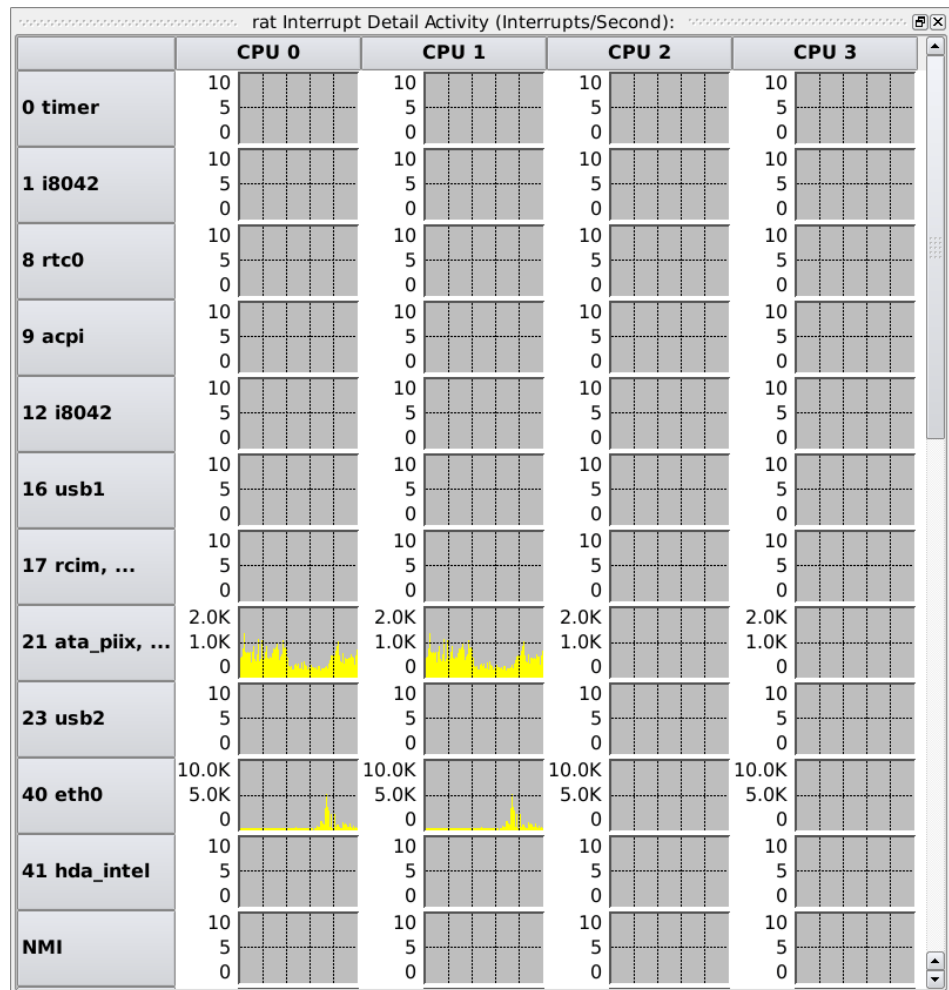 rat Interrupt Detail Activity (Interrupts/Second):
CPU 0 CPU 1 CPU 2 CPU 3
0 timer
10 10 10 10
5 5 5 5
0 0 0 0
1 i8042
10 10 10 10
5 5 5 5
0 0 0 0
8 rtc0
10 10 10 10
5 5 5 5
0 0 0 0
9 acpi
10 10 10 10
5 5 5 5
0 0 0 0
12 i8042
10 10 10 10
5 5 5 5
0 0 0 0
16 usb1
10 10 10 10
5 5 5 5
0 0 0 0
17 rcim, ...
10 10 10 10
5 5 5 5
0 0 0 0
21 ata_piix, ...
2.0K 2.0K 2.0K 2.0K
1.0K 1.0K 1.0K 1.0K
0 0 0 0
23 usb2
10 10 10 10
5 5 5 5
0 0 0 0
40 eth0
10.0K 10.0K 10.0K 10.0K
5.0K 5.0K 5.0K 5.0K
0 0 0 0
41 hda_intel
10 10 10 10
5 5 5 5
0 0 0 0
NMI
10 10 10 10
5 5 5 5
0 0 0 0